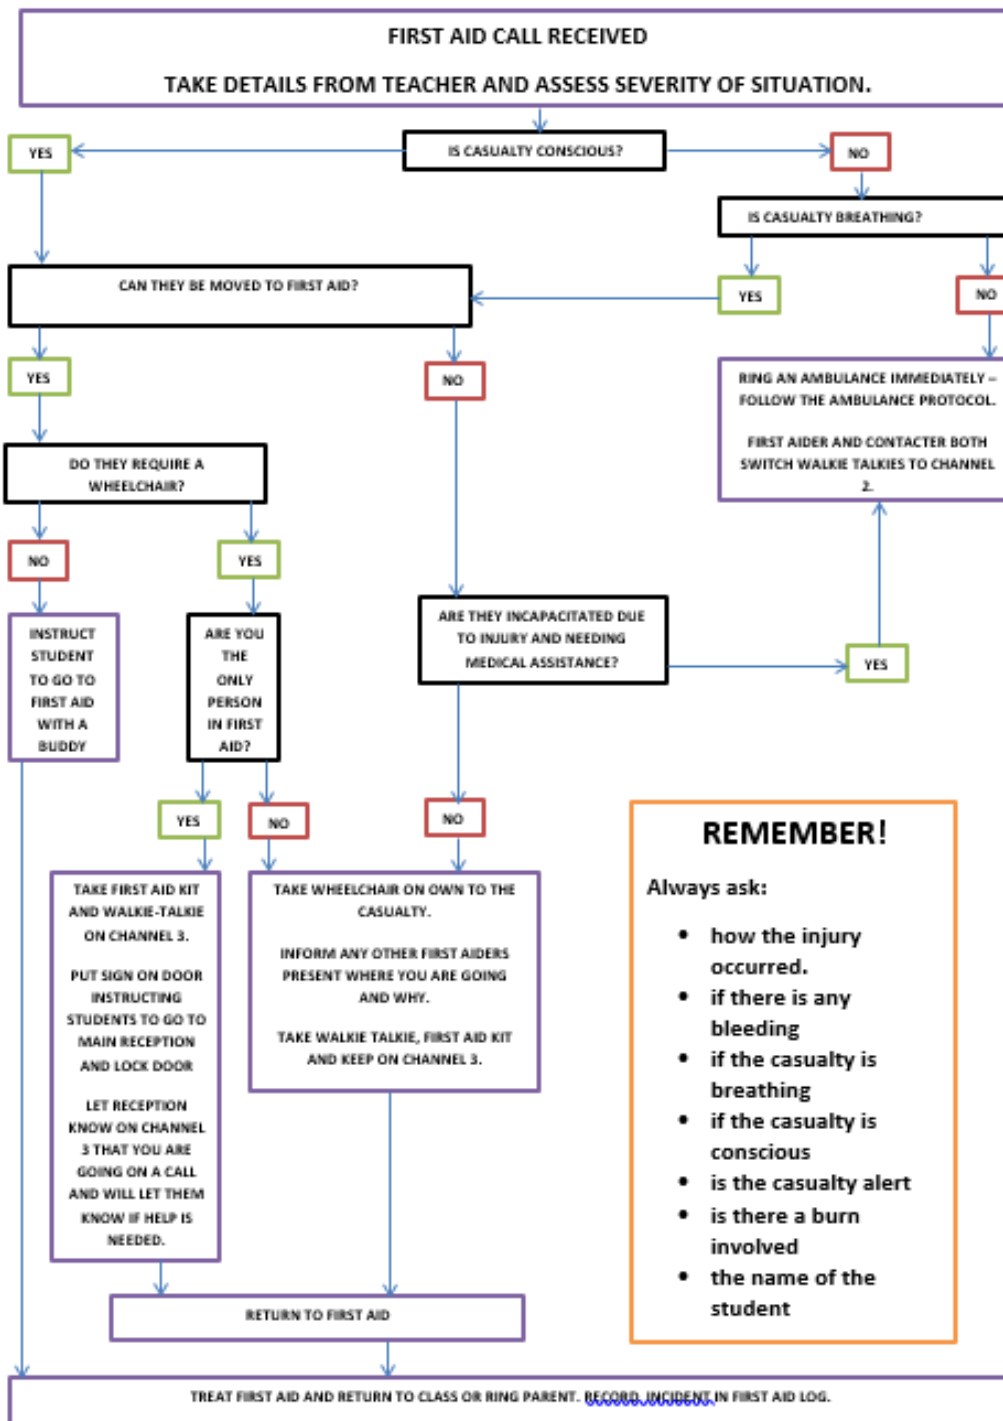 FIRST AID CALL RECEIVED
TAKE DETAILS FROM TEACHER AND ASSESS SEVERITY OF SITUATION.
YES
IS CASUALTY CONSCIOUS?
NO
IS CASUALTY BREATHING?
CAN THEY BE MOVED TO FIRST AID?
YES
NO
YES
NO
RING AN AMBULANCE IMMEDIATELY –
FOLLOW THE AMBULANCE PROTOCOL.
FIRST AIDER AND CONTACTER BOTH
SWITCH WALKIE TALKIES TO CHANNEL
2.
DO THEY REQUIRE A
WHEELCHAIR?
NO
YES
ARE THEY INCAPACITATED DUE
TO INJURY AND NEEDING
MEDICAL ASSISTANCE?
YES
INSTRUCT
STUDENT
TO GO TO
FIRST AID
WITH A
BUDDY
ARE YOU
THE
ONLY
PERSON
IN FIRST
AID?
YES
NO
NO
TAKE FIRST AID KIT
AND WALKIE-TALKIE
ON CHANNEL 3.
PUT SIGN ON DOOR
INSTRUCTING
STUDENTS TO GO TO
MAIN RECEPTION
AND LOCK DOOR
LET RECEPTION
KNOW ON CHANNEL
3 THAT YOU ARE
GOING ON A CALL
AND WILL LET THEM
KNOW IF HELP IS
NEEDED.
TAKE WHEELCHAIR ON OWN TO THE
CASUALTY.
INFORM ANY OTHER FIRST AIDERS
PRESENT WHERE YOU ARE GOING
AND WHY.
TAKE WALKIE TALKIE, FIRST AID KIT
AND KEEP ON CHANNEL 3.
REMEMBER!
Always ask:
• how the injury
occurred.
• if there is any
bleeding
• if the casualty is
breathing
• if the casualty is
conscious
• is the casualty alert
• is there a burn
involved
• the name of the
student
RETURN TO FIRST AID
TREAT FIRST AID AND RETURN TO CLASS OR RING PARENT. RECORD INCIDENT IN FIRST AID LOG.